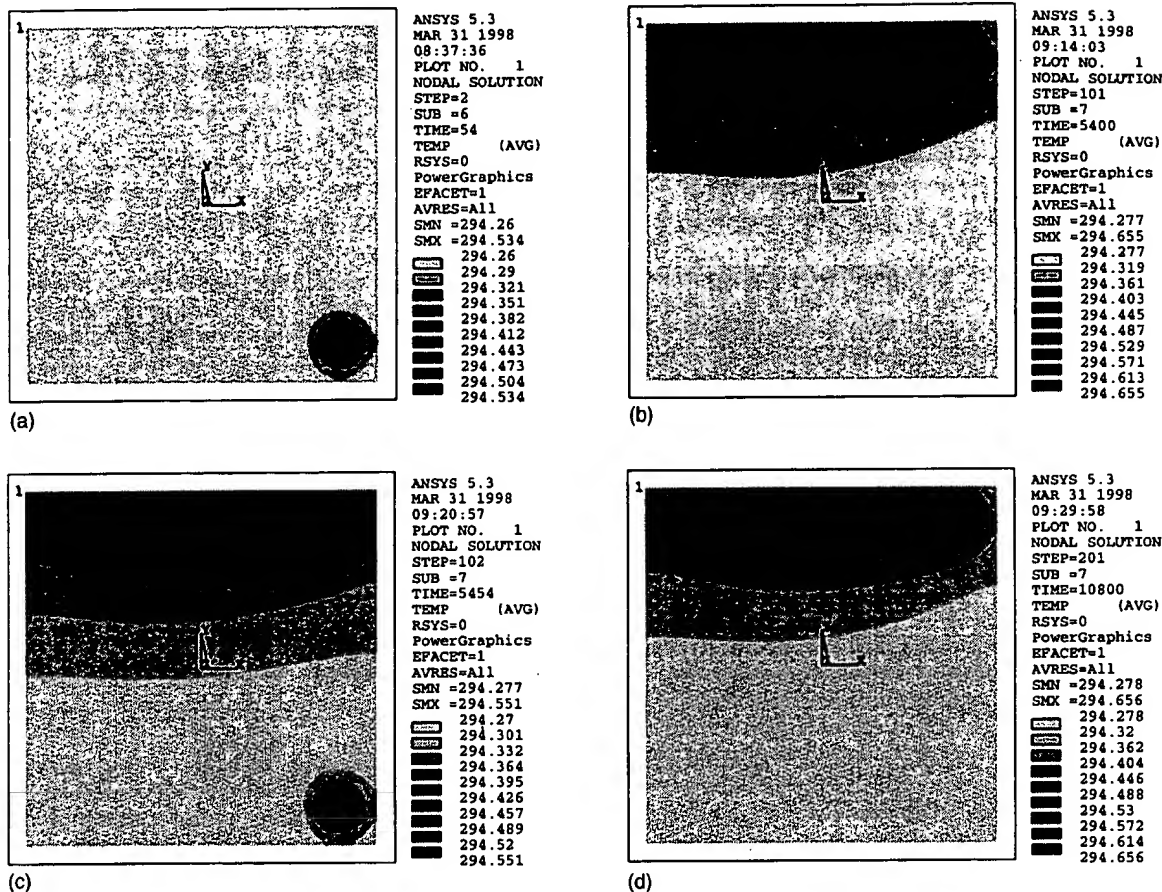 1
ANSYS 5.3
MAR 31 1998
08:37:36
PLOT NO. 1
NODAL SOLUTION
STEP=2
SUB =6
TIME=54
TEMP (AVG)
RSYS=0
PowerGraphics
EFACET=1
AVRES=All
SMN =294.26
SMX =294.534
294.26
294.29
294.321
294.351
294.382
294.412
294.443
294.473
294.504
294.534
Y
X
(a)
1
ANSYS 5.3
MAR 31 1998
09:14:03
PLOT NO. 1
NODAL SOLUTION
STEP=101
SUB =7
TIME=5400
TEMP (AVG)
RSYS=0
PowerGraphics
EFACET=1
AVRES=All
SMN =294.277
SMX =294.655
294.277
294.319
294.361
294.403
294.445
294.487
294.529
294.571
294.613
294.655
X
(b)
1
ANSYS 5.3
MAR 31 1998
09:20:57
PLOT NO. 1
NODAL SOLUTION
STEP=102
SUB =7
TIME=5454
TEMP (AVG)
RSYS=0
PowerGraphics
EFACET=1
AVRES=All
SMN =294.277
SMX =294.551
294.27
294.301
294.332
294.364
294.395
294.426
294.457
294.489
294.52
294.551
(c)
1
ANSYS 5.3
MAR 31 1998
09:29:58
PLOT NO. 1
NODAL SOLUTION
STEP=201
SUB =7
TIME=10800
TEMP (AVG)
RSYS=0
PowerGraphics
EFACET=1
AVRES=All
SMN =294.278
SMX =294.656
294.278
294.32
294.362
294.404
294.446
294.488
294.53
294.572
294.614
294.656
X
(d)